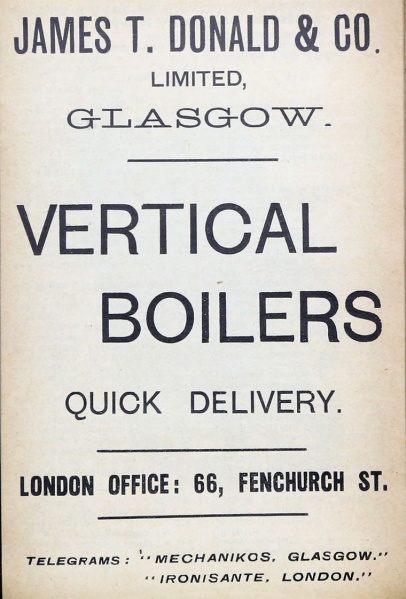 JAMES T. DONALD & CO.
LIMITED,
GLASGOW.
VERTICAL
BOILERS
QUICK DELIVERY.
LONDON OFFICE: 66, FENCHURCH ST.
TELEGRAMS: "MECHANIKOS, GLASGOW."
"IRONISANTE, LONDON."